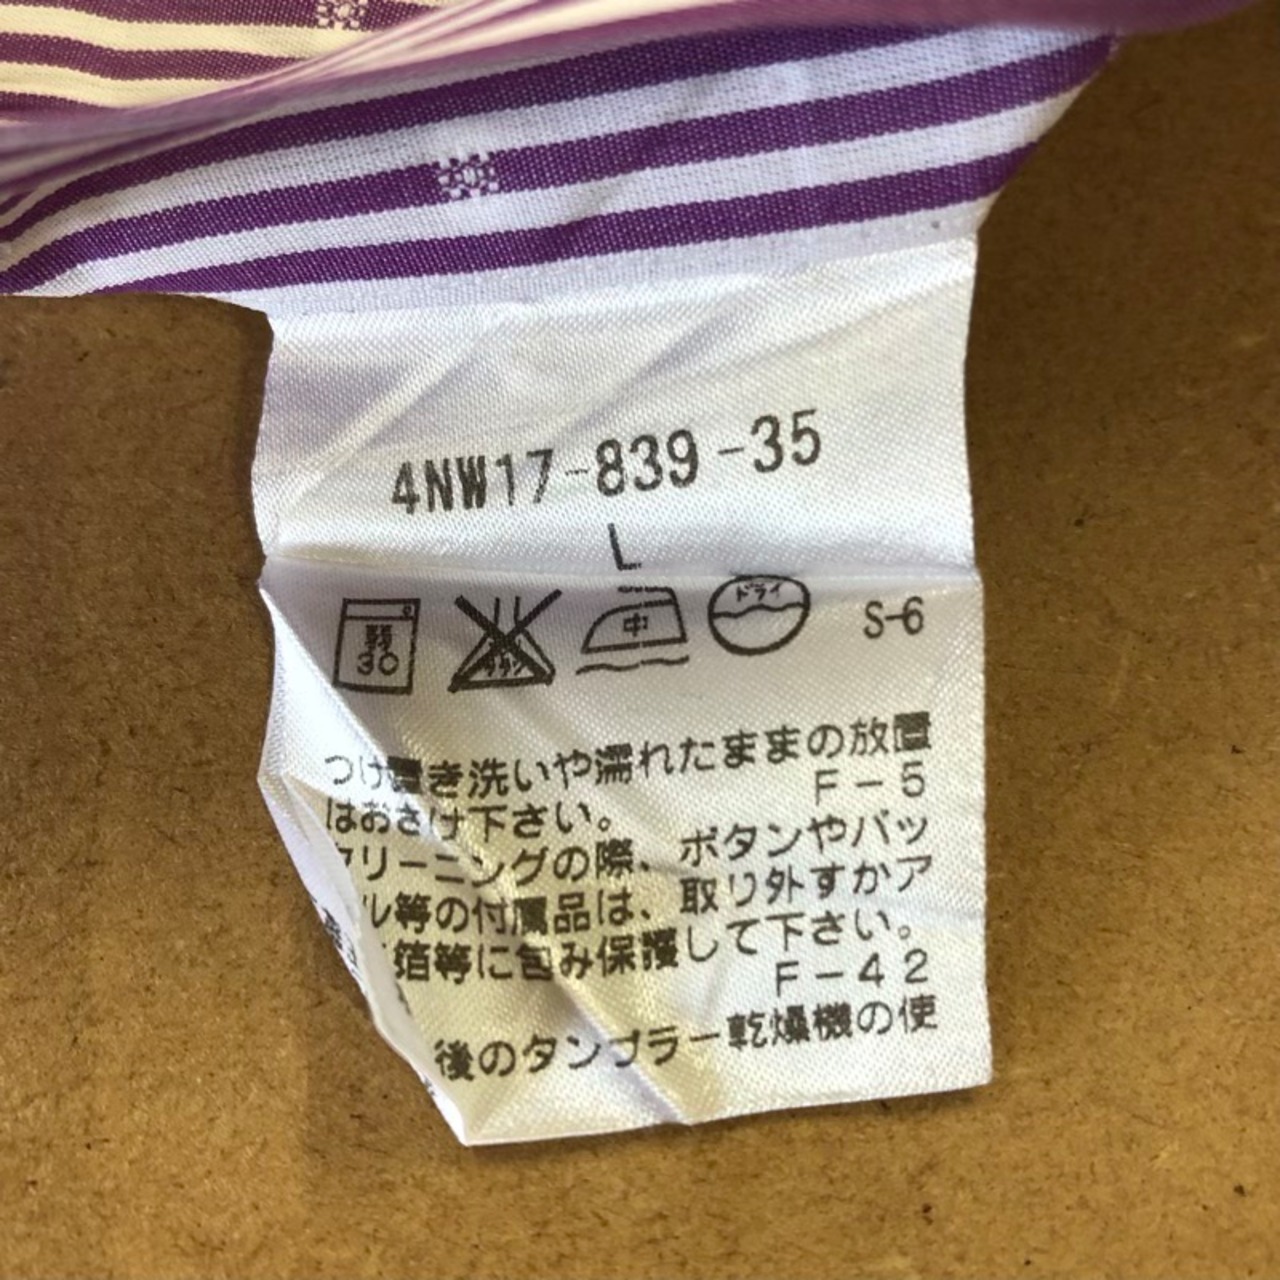 4NW17-839-35
L
弱 30 中 ドライ S-6
つけ置き洗いや濡れたままの放置
F-5
はおさけ下さい。
クリーニングの際、ボタンやバッ
ル等の付属品は、取り外すかア
箔等に包み保護して下さい。
F-42
後のタンブラー乾燥機の使